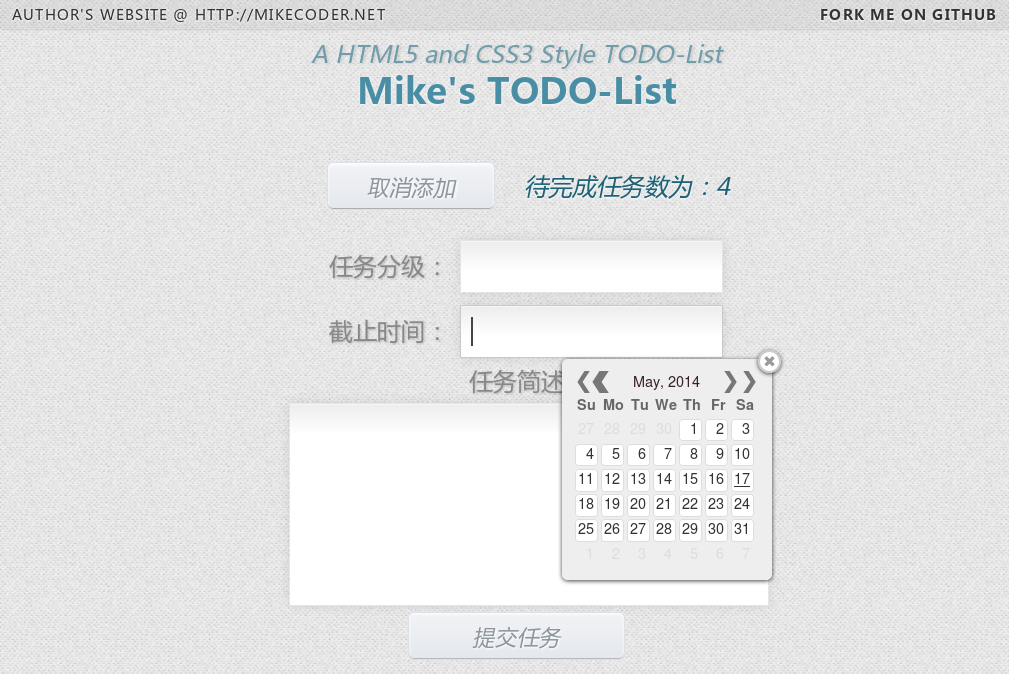 AUTHOR'S WEBSITE @ HTTP://MIKECODER.NET
FORK ME ON GITHUB
A HTML5 and CSS3 Style TODO-List
Mike's TODO-List
取消添加
待完成任务数为：4
任务分级：
截止时间：
任务简述
May, 2014
Su Mo Tu We Th Fr Sa
27 28 29 30 1 2 3
4 5 6 7 8 9 10
11 12 13 14 15 16 17
18 19 20 21 22 23 24
25 26 27 28 29 30 31
1 2 3 4 5 6 7
提交任务